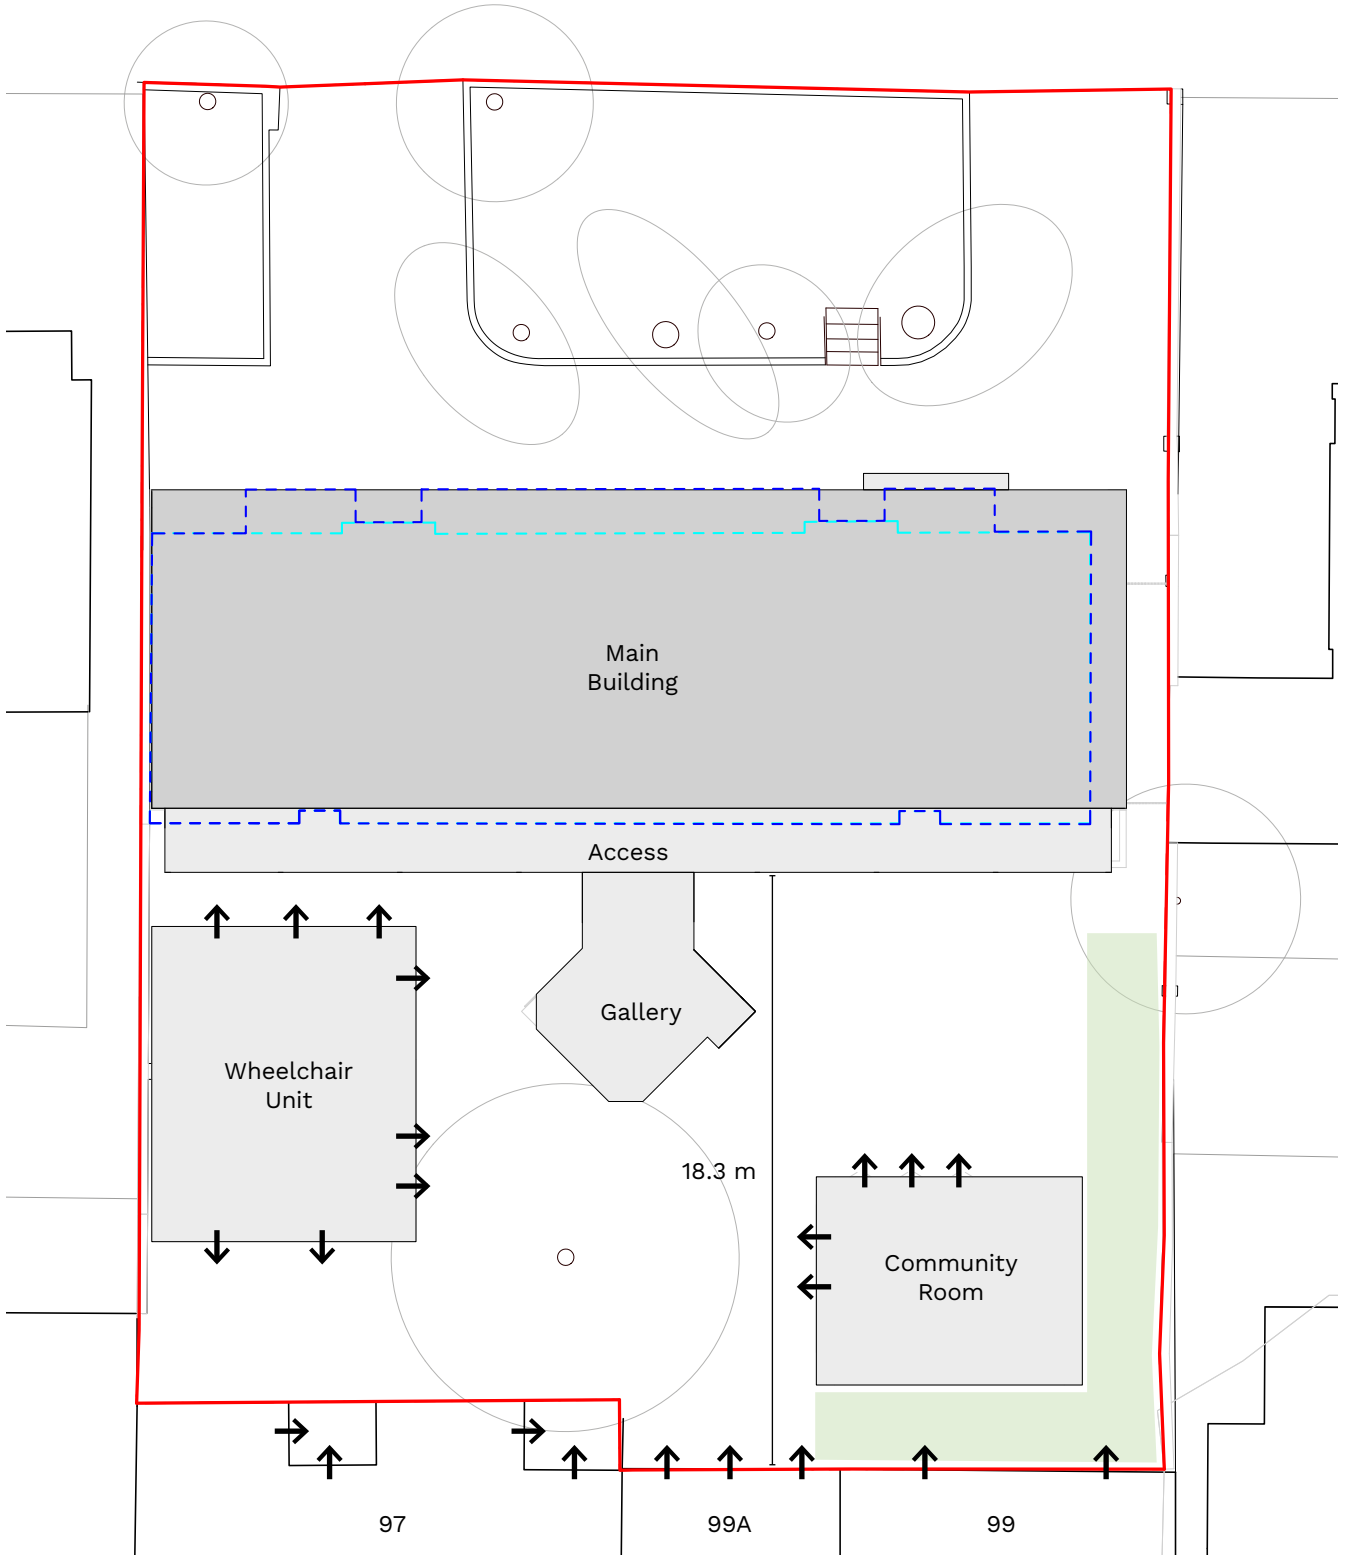 Main
Building
Access
Gallery
Wheelchair
Unit
18.3 m
Community
Room
97
99A
99